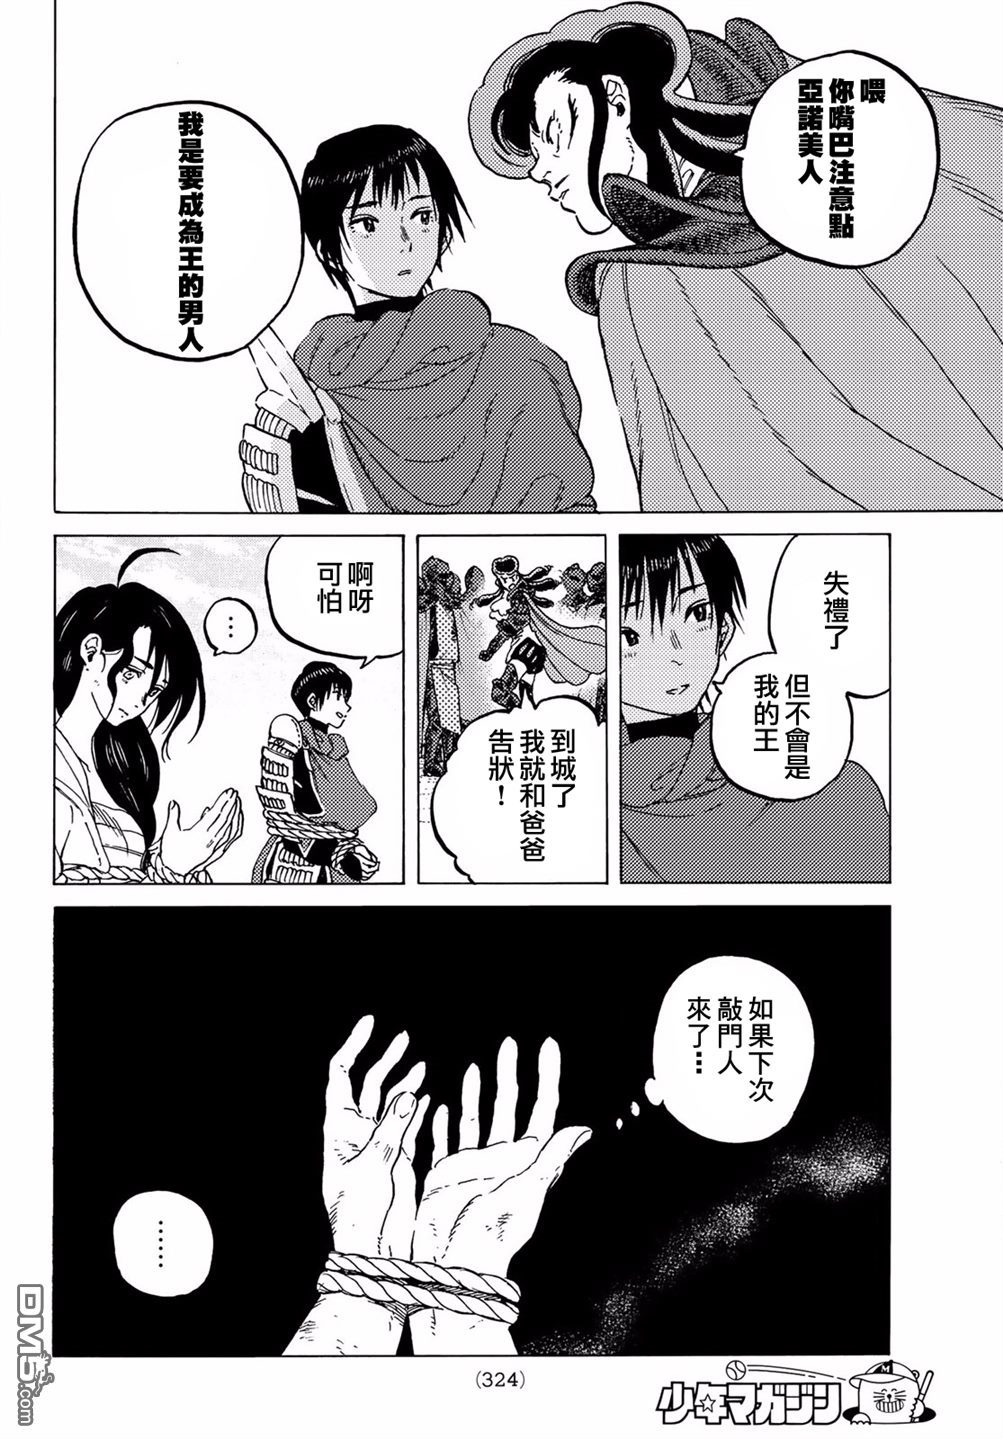 喂
你嘴巴注意點
亞諾美人
我是要成為王的男人
失禮了
但不會是
我的王
到城了
我就和爸爸
告狀！
啊呀
可怕
…
如果下次
敲門人
來了…
……
(324)
少年マガジン
DM5.com
www.dm5.com